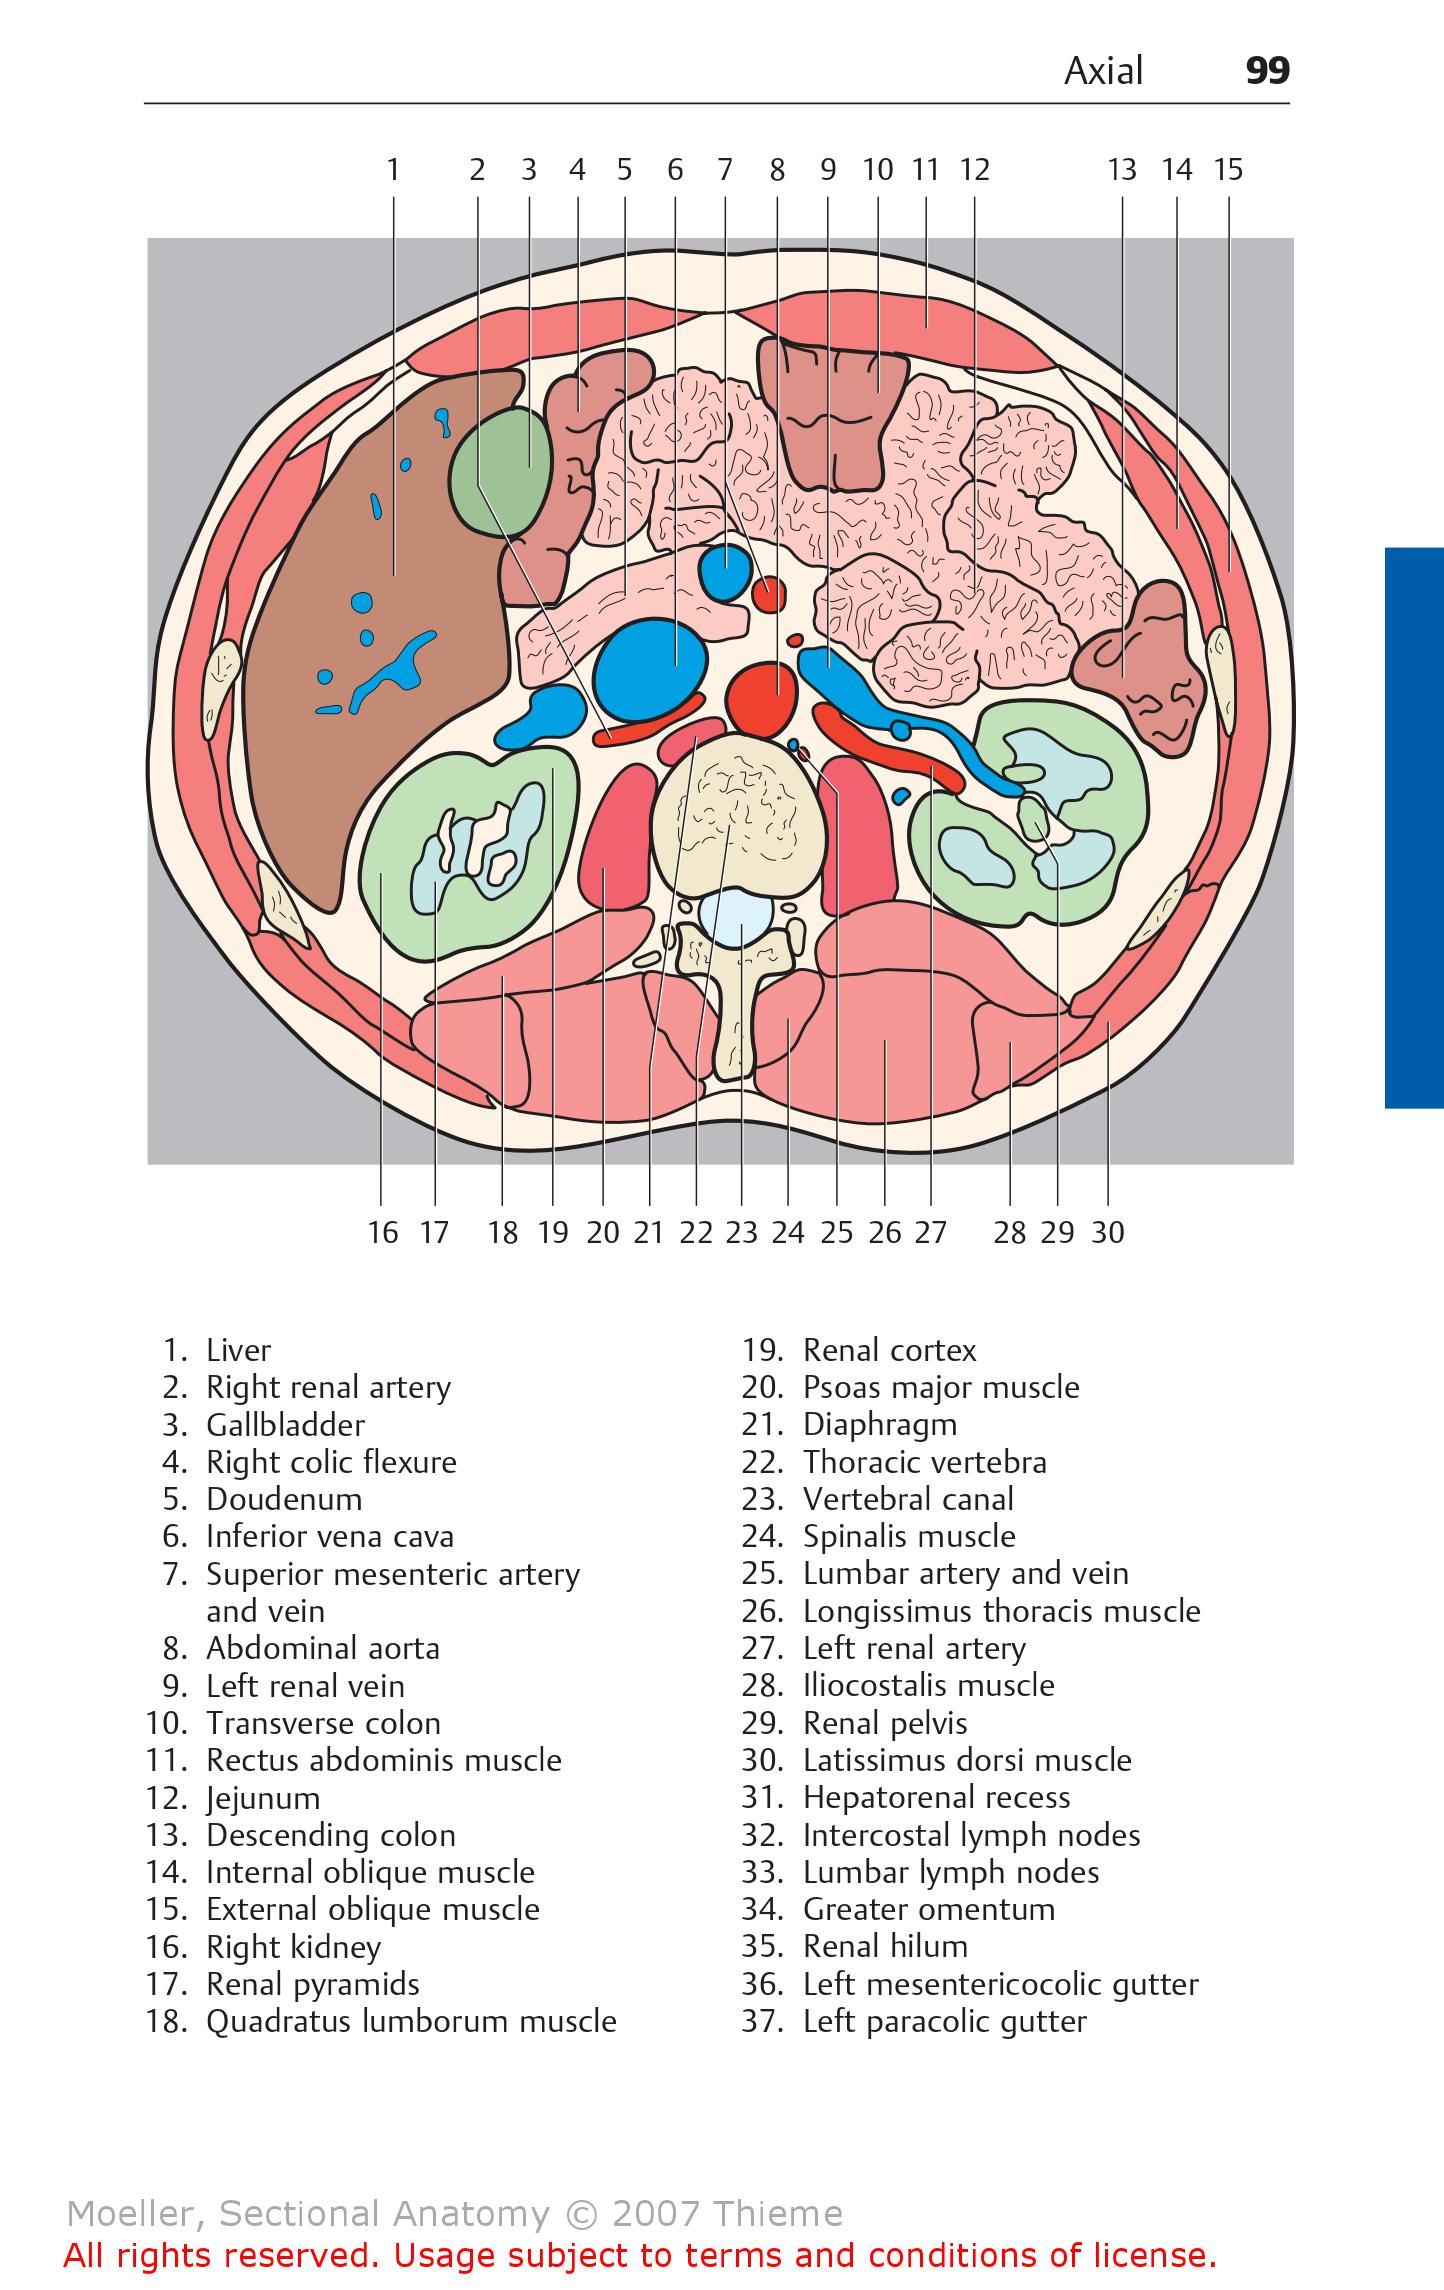 Axial 99
1 2 3 4 5 6 7 8 9 10 11 12 13 14 15
16 17 18 19 20 21 22 23 24 25 26 27 28 29 30
1. Liver
2. Right renal artery
3. Gallbladder
4. Right colic flexure
5. Doudenum
6. Inferior vena cava
7. Superior mesenteric artery
and vein
8. Abdominal aorta
9. Left renal vein
10. Transverse colon
11. Rectus abdominis muscle
12. Jejunum
13. Descending colon
14. Internal oblique muscle
15. External oblique muscle
16. Right kidney
17. Renal pyramids
18. Quadratus lumborum muscle
19. Renal cortex
20. Psoas major muscle
21. Diaphragm
22. Thoracic vertebra
23. Vertebral canal
24. Spinalis muscle
25. Lumbar artery and vein
26. Longissimus thoracis muscle
27. Left renal artery
28. Iliocostalis muscle
29. Renal pelvis
30. Latissimus dorsi muscle
31. Hepatorenal recess
32. Intercostal lymph nodes
33. Lumbar lymph nodes
34. Greater omentum
35. Renal hilum
36. Left mesentericocolic gutter
37. Left paracolic gutter
Moeller, Sectional Anatomy © 2007 Thieme
All rights reserved. Usage subject to terms and conditions of license.